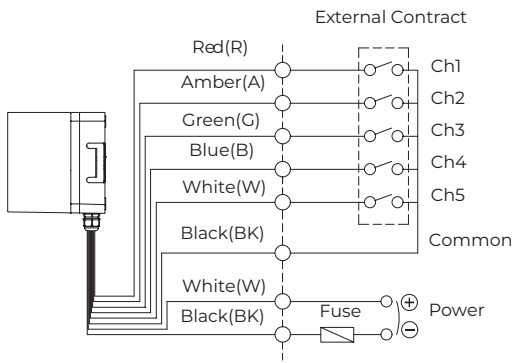 External Contract
Red(R)
Ch1
Amber(A)
Ch2
Green(G)
Ch3
Blue(B)
Ch4
White(W)
Ch5
Black(BK)
Common
White(W)
+
Fuse
Power
Black(BK)
−